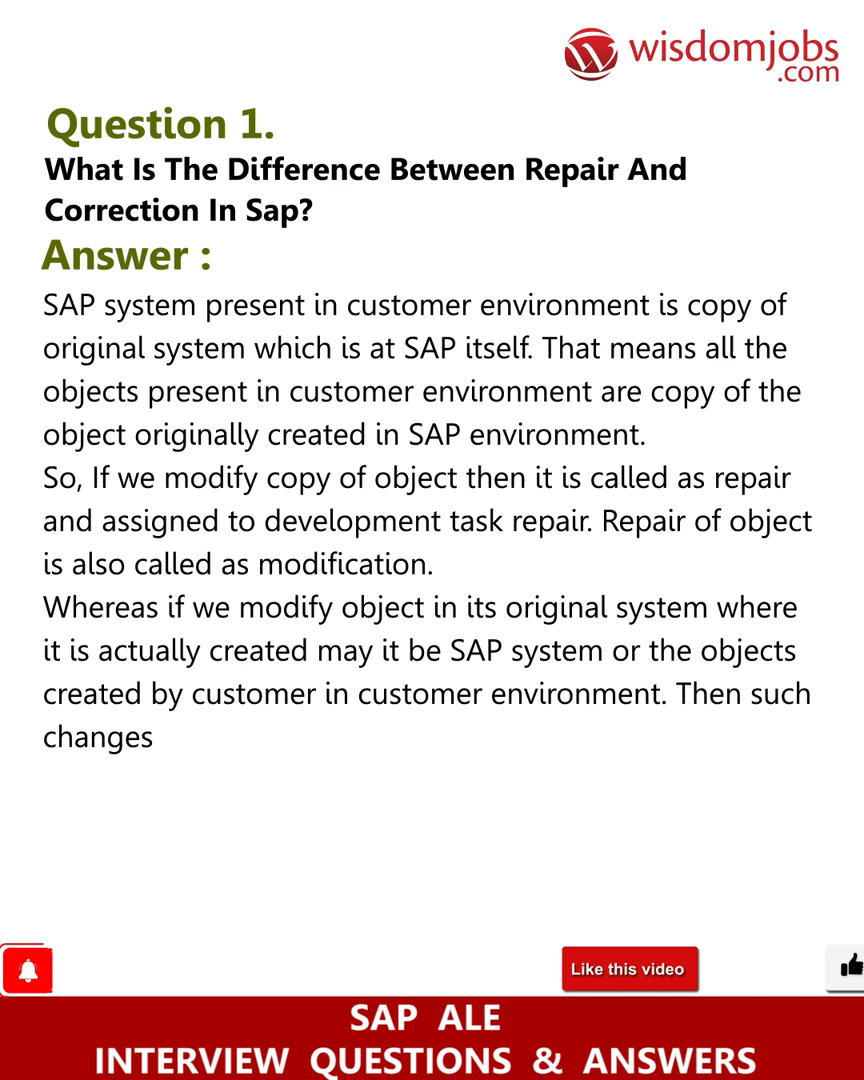 wisdomjobs
.com
Question 1.
What Is The Difference Between Repair And
Correction In Sap?
Answer :
SAP system present in customer environment is copy of
original system which is at SAP itself. That means all the
objects present in customer environment are copy of the
object originally created in SAP environment.
So, If we modify copy of object then it is called as repair
and assigned to development task repair. Repair of object
is also called as modification.
Whereas if we modify object in its original system where
it is actually created may it be SAP system or the objects
created by customer in customer environment. Then such
changes
Like this video
SAP ALE
INTERVIEW QUESTIONS & ANSWERS